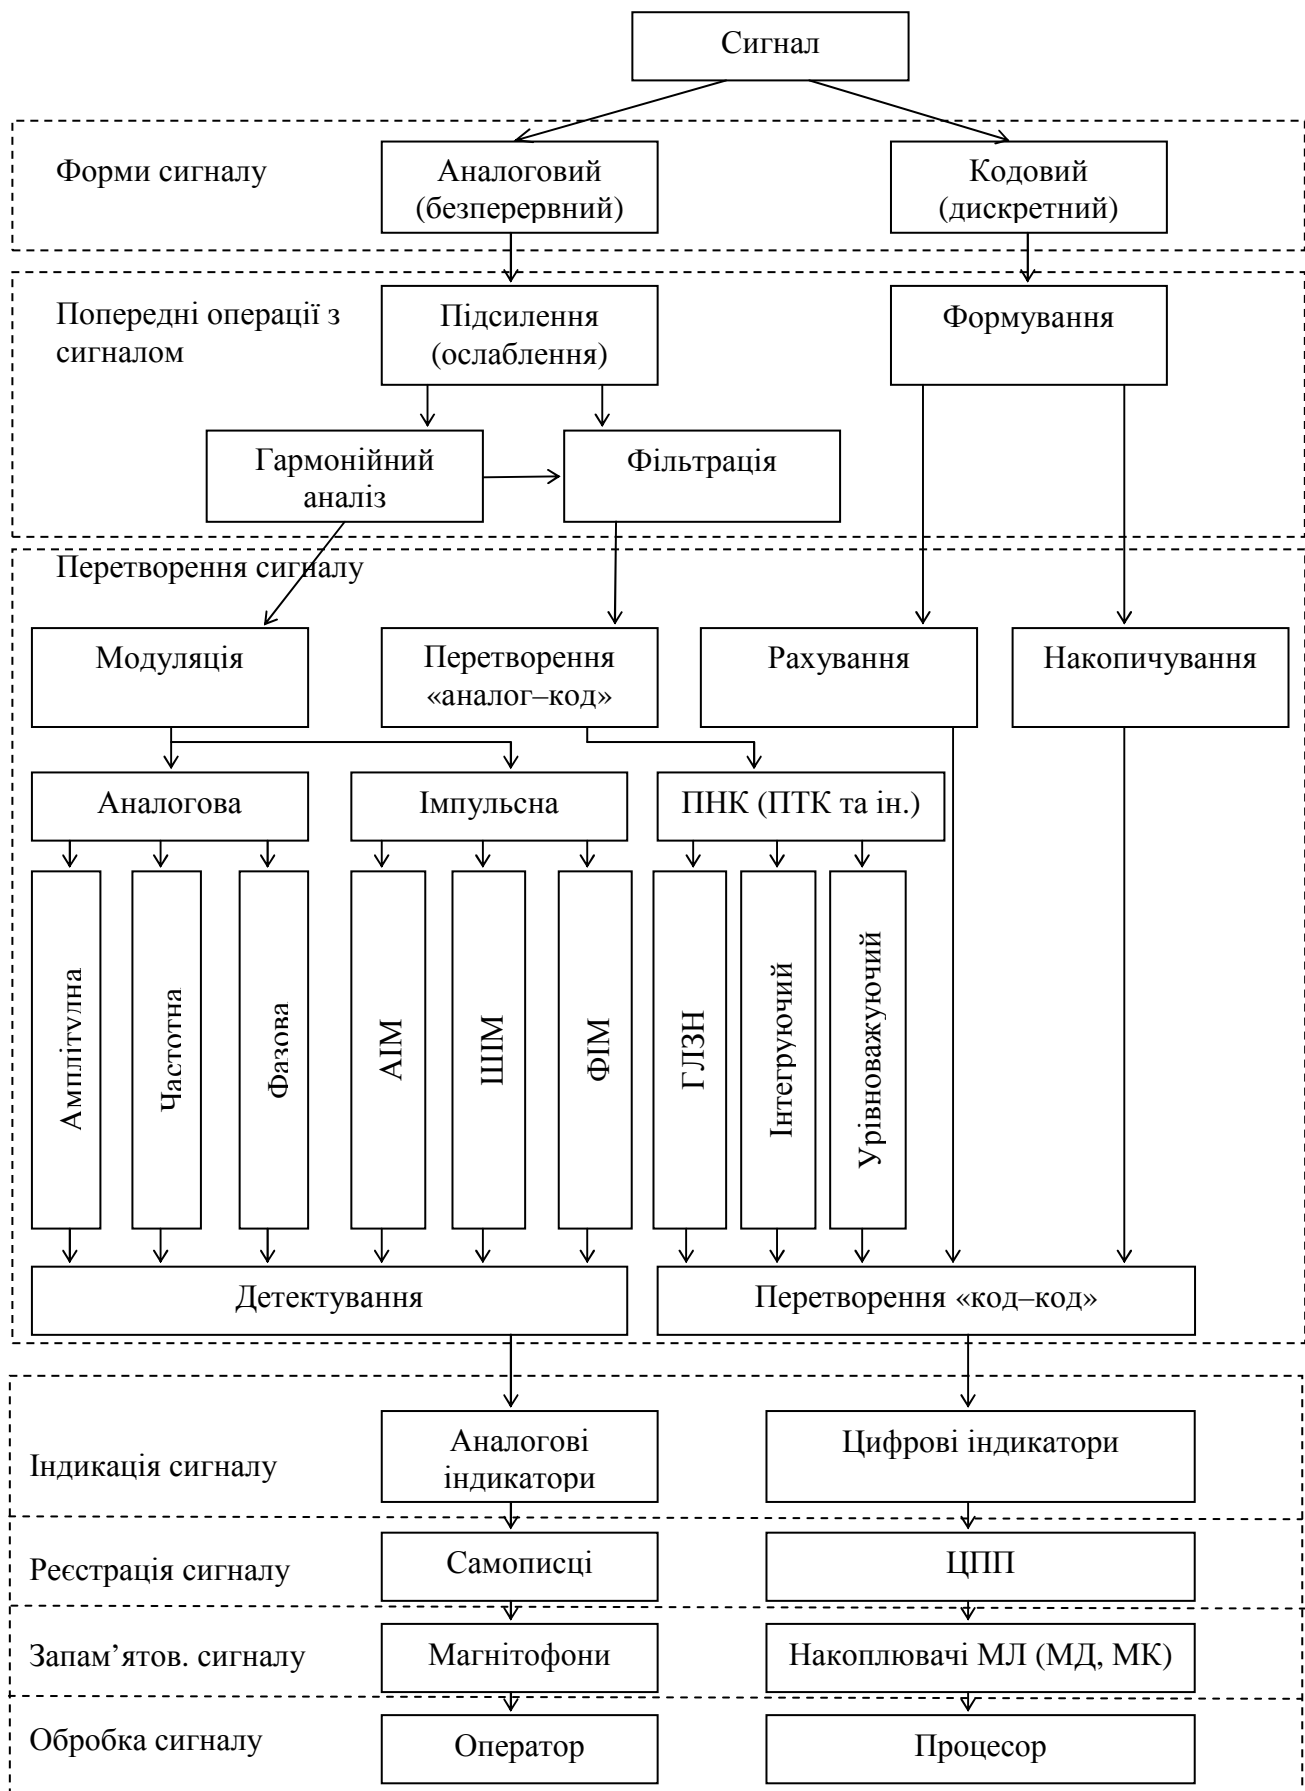 Сигнал
Форми сигналу
Аналоговий
(безперервний)
Кодовий
(дискретний)
Попередні операції з
сигналом
Підсилення
(ослаблення)
Формування
Гармонійний
аналіз
Фільтрація
Перетворення сигналу
Модуляція
Перетворення
«аналог–код»
Рахування
Накопичування
Аналогова
Імпульсна
ПНК (ПТК та ін.)
Амплітудна
Частотна
Фазова
АІМ
ШІМ
ФІМ
ГЛЗН
Інтегруючий
Урівноважуючий
Детектування
Перетворення «код–код»
Індикація сигналу
Аналогові
індикатори
Цифрові індикатори
Реєстрація сигналу
Самописці
ЦПП
Запам’ятов. сигналу
Магнітофони
Накоплювачі МЛ (МД, МК)
Обробка сигналу
Оператор
Процесор